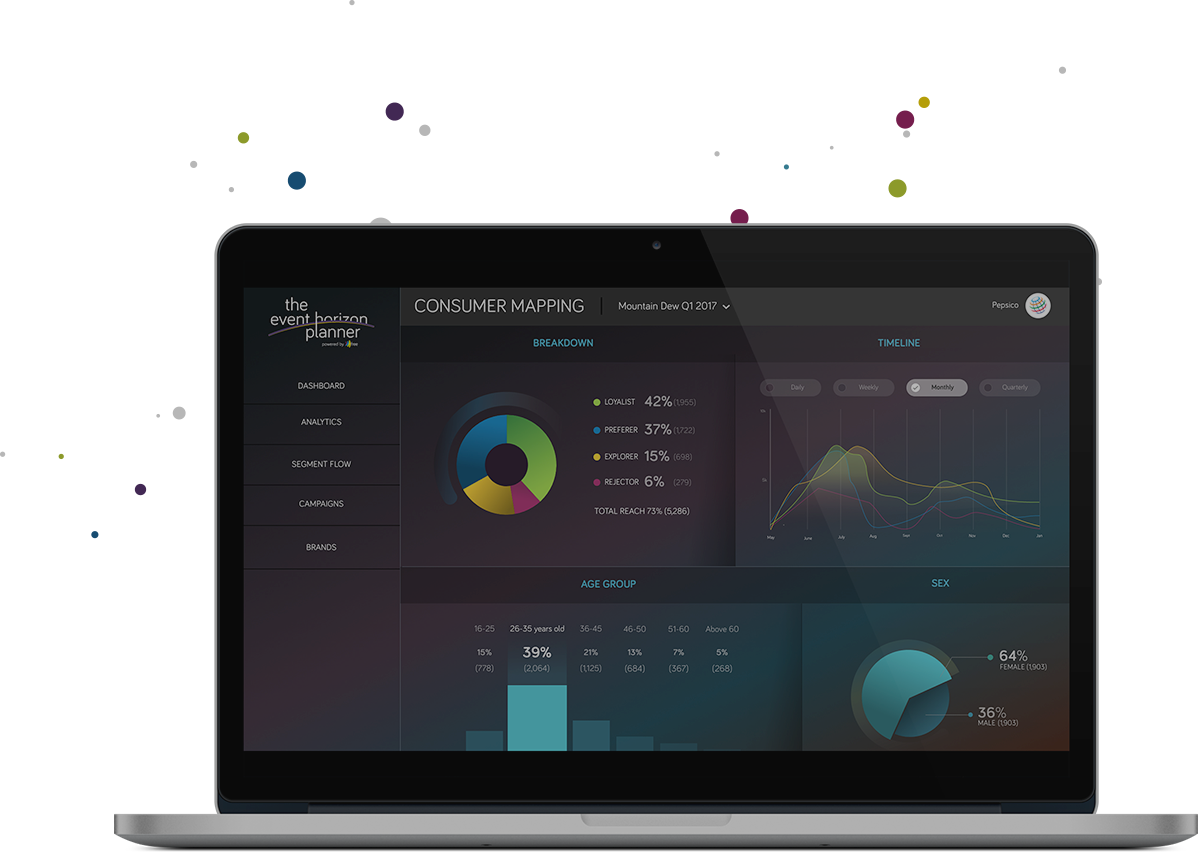 the
event horizon
planner
powered by
DASHBOARD
ANALYTICS
SEGMENT FLOW
CAMPAIGNS
BRANDS
CONSUMER MAPPING
Mountain Dew Q1 2017
Pepsico
BREAKDOWN
LOYALIST 42% (1,955)
PREFERER 37% (1,722)
EXPLORER 15% (698)
REJECTOR 6% (279)
TOTAL REACH 73% (5,286)
TIMELINE
Daily Weekly Monthly Quarterly
May June July Aug Sept Oct Nov Dec Jan
AGE GROUP
16-25 26-35 years old 36-45 46-50 51-60 Above 60
15% 39% 21% 13% 7% 5%
(778) (2,064) (1,125) (684) (367) (268)
SEX
64%
FEMALE (1,903)
36%
MALE (1,903)